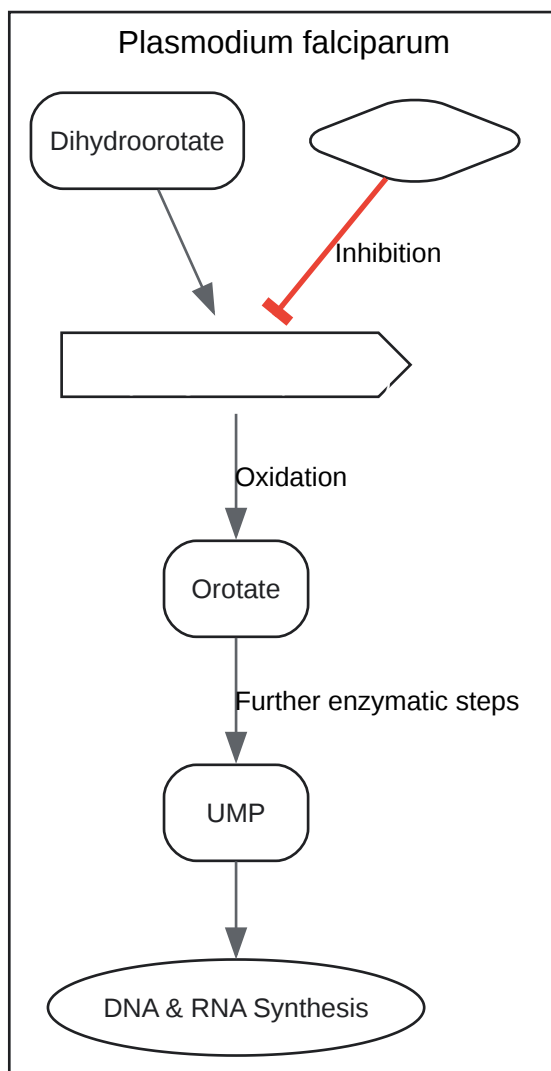 Plasmodium falciparum
Dihydroorotate
Inhibition
Oxidation
Orotate
Further enzymatic steps
UMP
DNA & RNA Synthesis